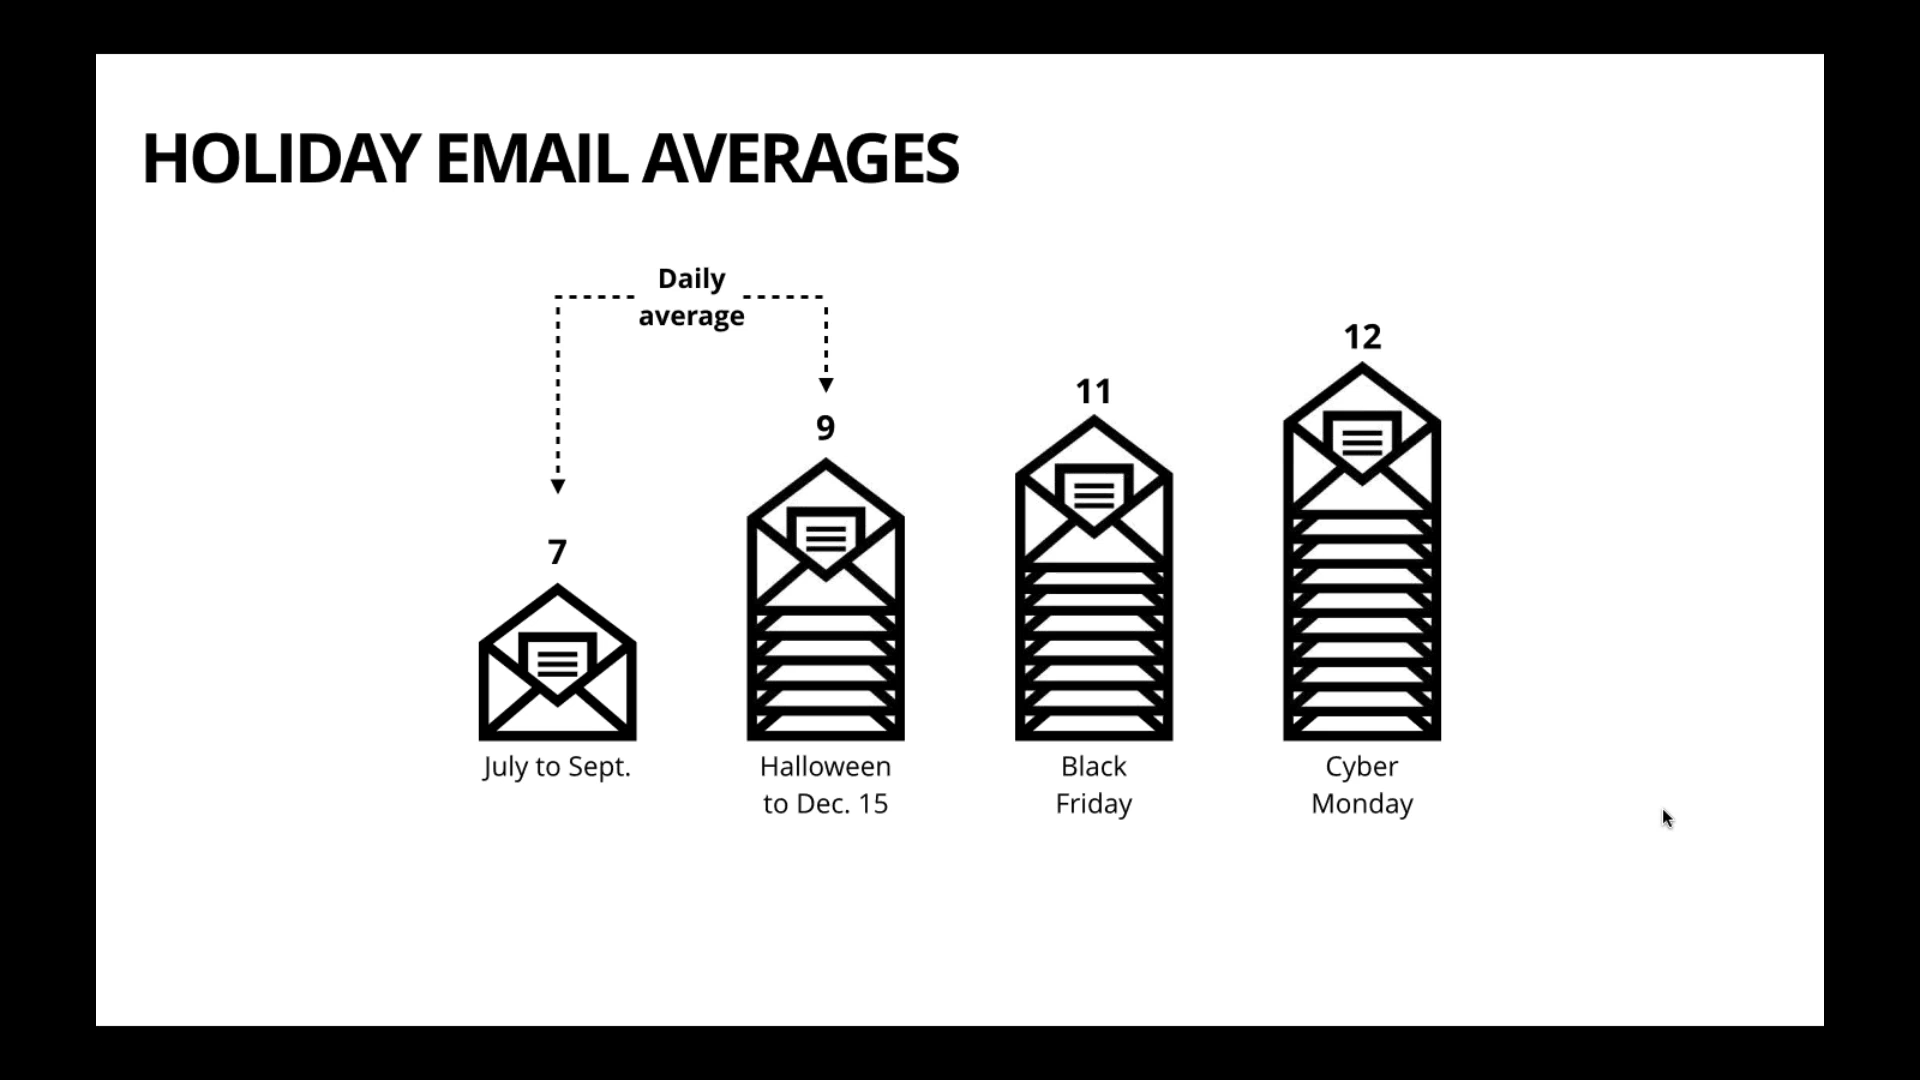 HOLIDAY EMAIL AVERAGES
Daily
average
7
9
11
12
July to Sept.
Halloween
to Dec. 15
Black
Friday
Cyber
Monday